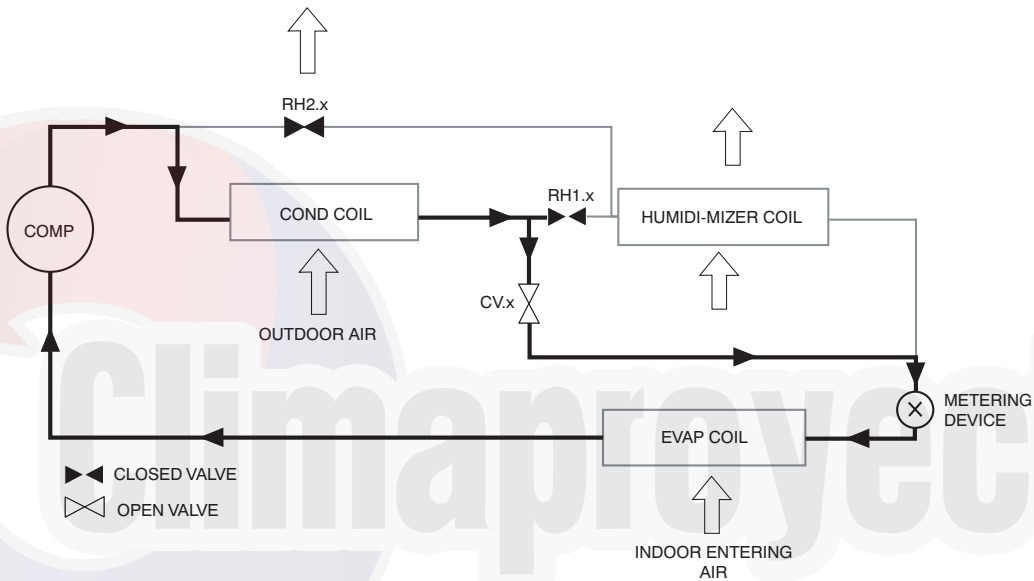 RH2.x
COMP
COND COIL
RH1.x
HUMIDI-MIZER COIL
CV.x
OUTDOOR AIR
METERING
DEVICE
EVAP COIL
CLOSED VALVE
OPEN VALVE
INDOOR ENTERING
AIR
Climaproyec